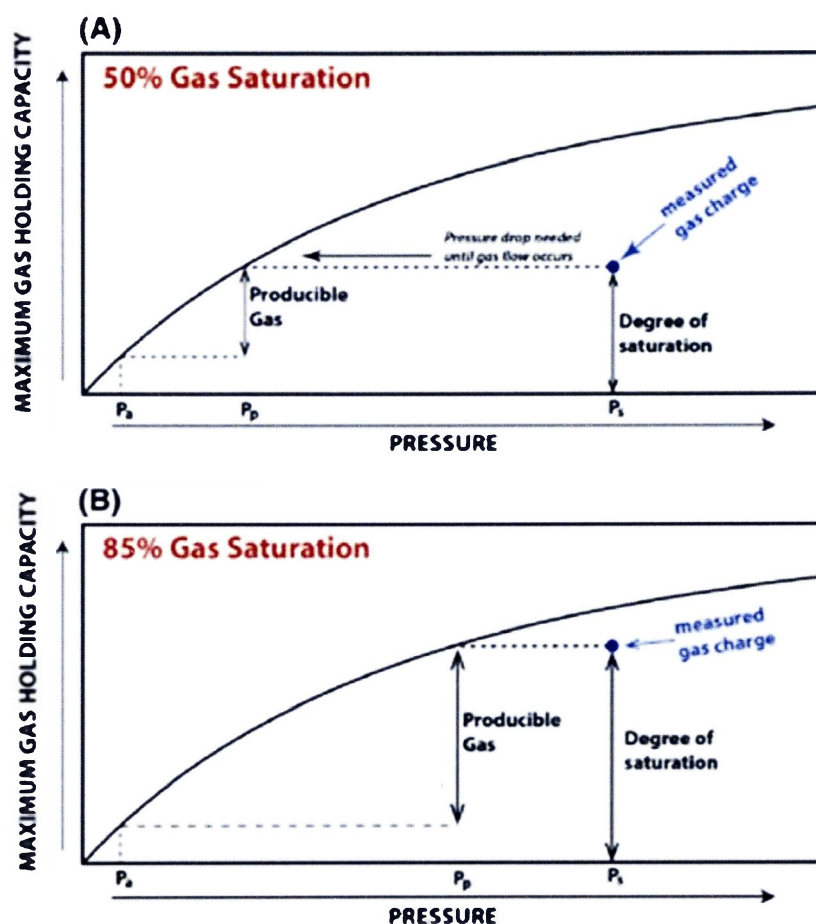 (A)
50% Gas Saturation
MAXIMUM GAS HOLDING CAPACITY
measured
gas charge
Pressure drop needed
until gas flow occurs
Producible
Gas
Degree of
saturation
Pa
Pp
Ps
PRESSURE
(B)
85% Gas Saturation
MAXIMUM GAS HOLDING CAPACITY
measured
gas charge
Producible
Gas
Degree of
saturation
Pa
Pp
Ps
PRESSURE